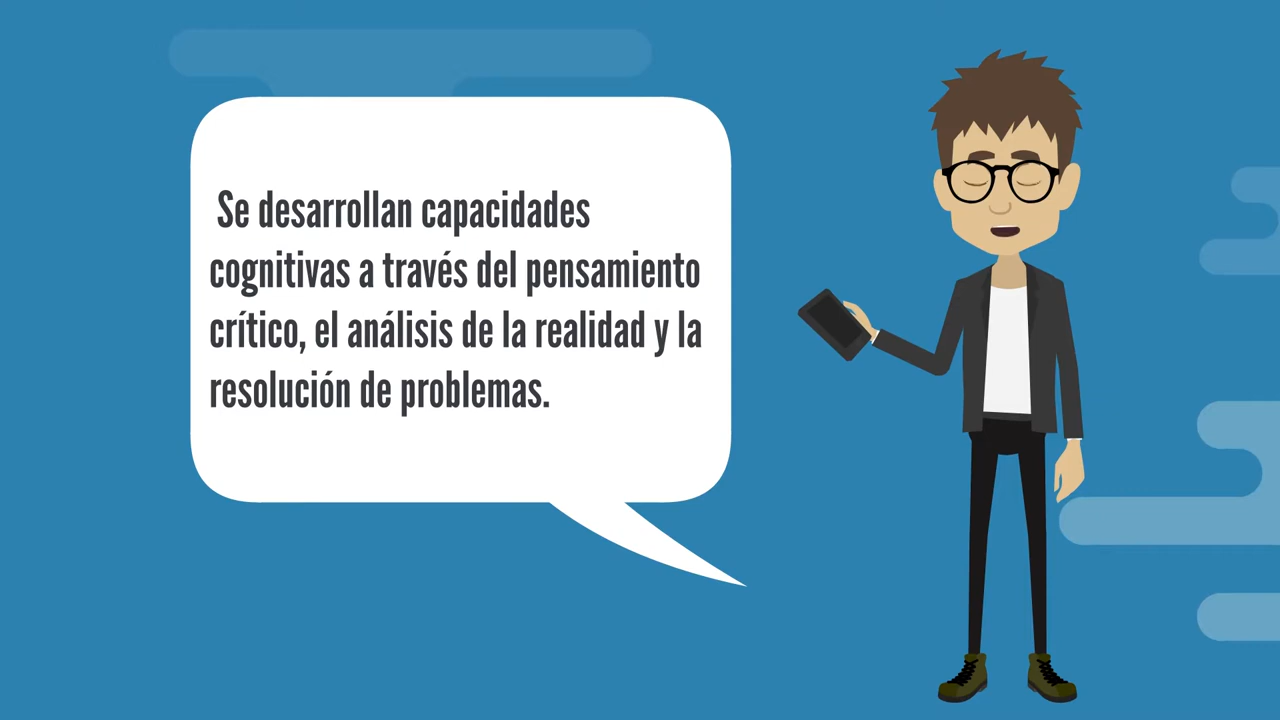 Se desarrollan capacidades
cognitivas a través del pensamiento
crítico, el análisis de la realidad y la
resolución de problemas.